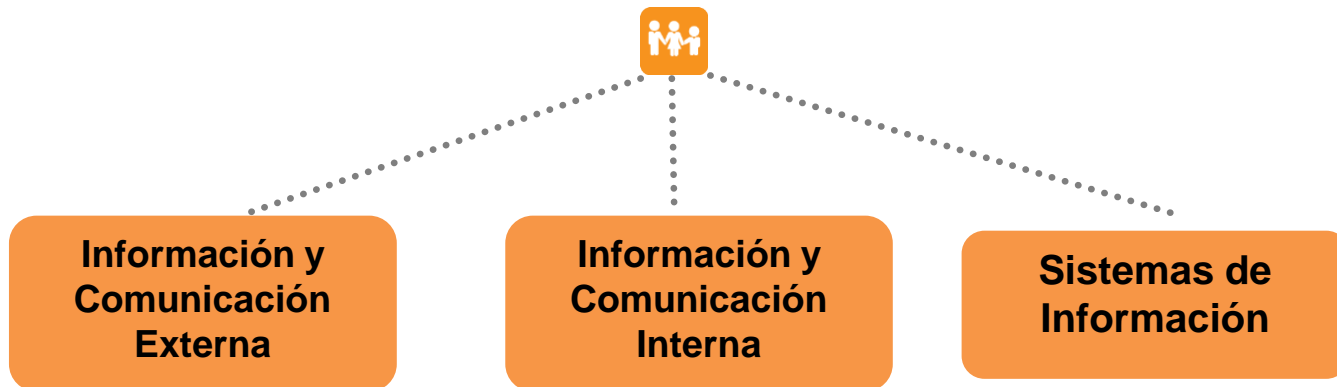 Información y
Comunicación
Externa
Información y
Comunicación
Interna
Sistemas de
Información